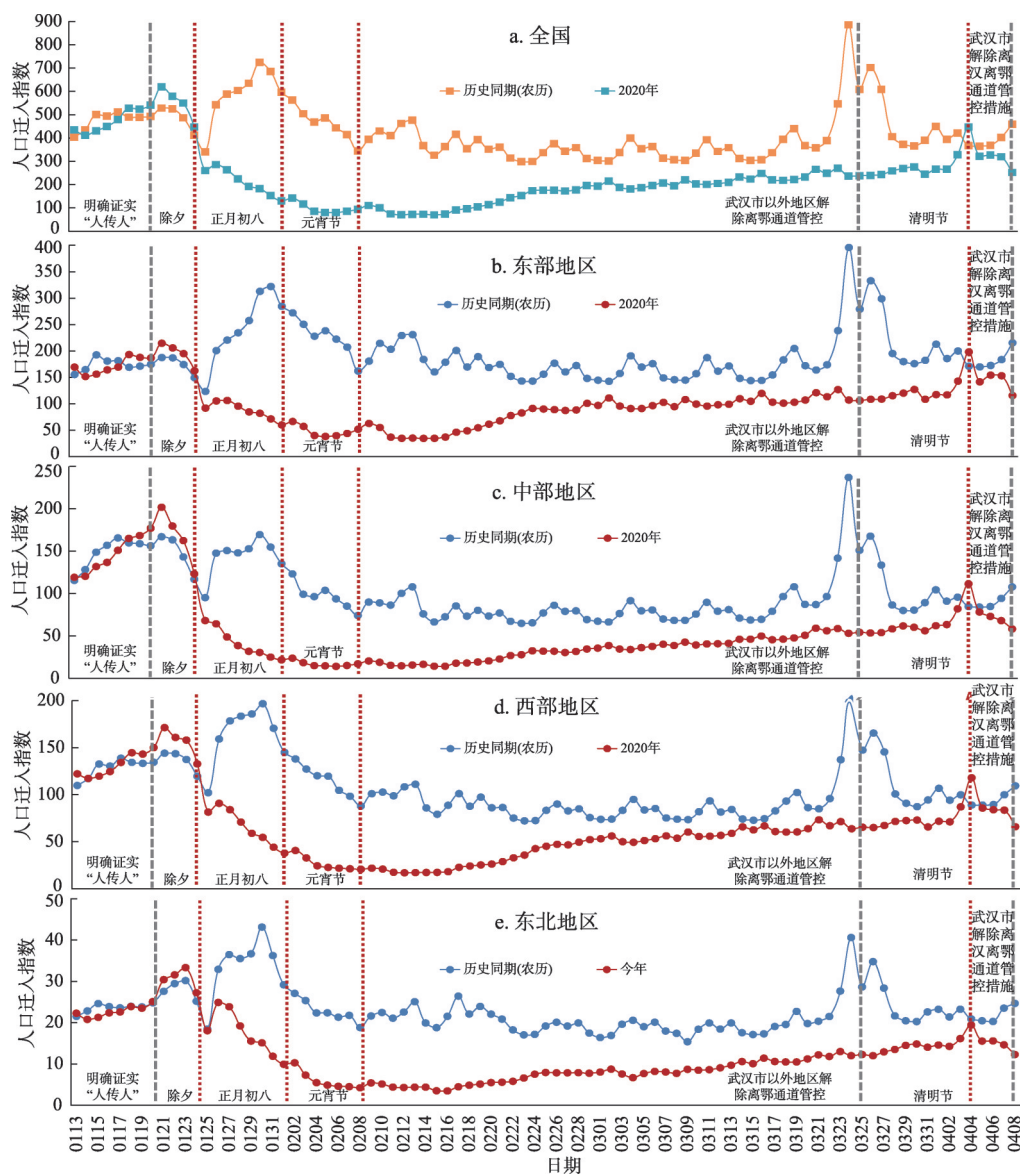 a. 全国
人口迁入指数
900
800
700
600
500
400
300
200
100
0
历史同期(农历)
2020年
明确证实
“人传人”
除夕
正月初八
元宵节
武汉市以外地区解
除离鄂通道管控
清明节
武汉市
解除离
汉离鄂
通道管
控措施
b. 东部地区
人口迁入指数
400
350
300
250
200
150
100
50
0
历史同期(农历)
2020年
明确证实
“人传人”
除夕
正月初八
元宵节
武汉市以外地区解
除离鄂通道管控
清明节
武汉市
解除离
汉离鄂
通道管
控措施
c. 中部地区
人口迁入指数
250
200
150
100
50
0
历史同期(农历)
2020年
明确证实
“人传人”
除夕
正月初八
元宵节
武汉市以外地区解
除离鄂通道管控
清明节
武汉市
解除离
汉离鄂
通道管
控措施
d. 西部地区
人口迁入指数
200
150
100
50
0
历史同期(农历)
2020年
明确证实
“人传人”
除夕
正月初八
元宵节
武汉市以外地区解
除离鄂通道管控
清明节
武汉市
解除离
汉离鄂
通道管
控措施
e. 东北地区
人口迁入指数
50
40
30
20
10
0
历史同期(农历)
今年
明确证实
“人传人”
除夕
正月初八
元宵节
武汉市以外地区解
除离鄂通道管控
清明节
武汉市
解除离
汉离鄂
通道管
控措施
0113
0115
0117
0119
0121
0123
0125
0127
0129
0131
0202
0204
0206
0208
0210
0212
0214
0216
0218
0220
0222
0224
0226
0228
0301
0303
0305
0307
0309
0311
0313
0315
0317
0319
0321
0323
0325
0327
0329
0331
0402
0404
0406
0408
日期